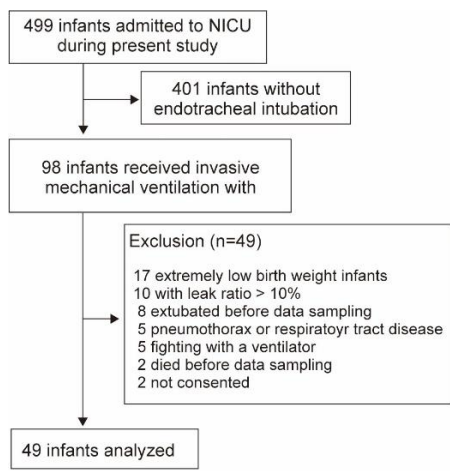 499 infants admitted to NICU
during present study
401 infants without
endotracheal intubation
98 infants received invasive
mechanical ventilation with
Exclusion (n=49)
17 extremely low birth weight infants
10 with leak ratio > 10%
8 extubated before data sampling
5 pneumothorax or respiratoyr tract disease
5 fighting with a ventilator
2 died before data sampling
2 not consented
49 infants analyzed